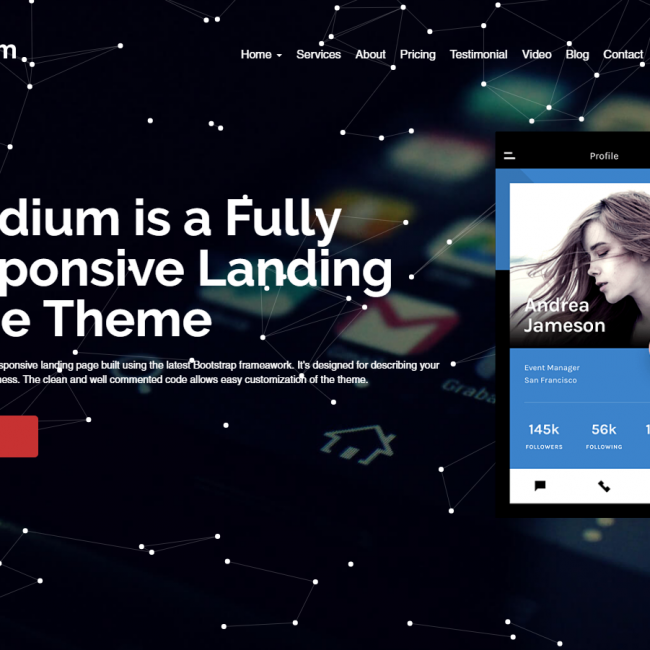 m
Home Services About Pricing Testimonial Video Blog Contact
Profile
dium is a Fully
ponsive Landing
e Theme
sponsive landing page built using the latest Bootstrap frameawork. It's designed for describing your
ness. The clean and well commented code allows easy customization of the theme.
Andrea
Jameson
Event Manager
San Francisco
145k 56k 1
FOLLOWERS FOLLOWING
Graba